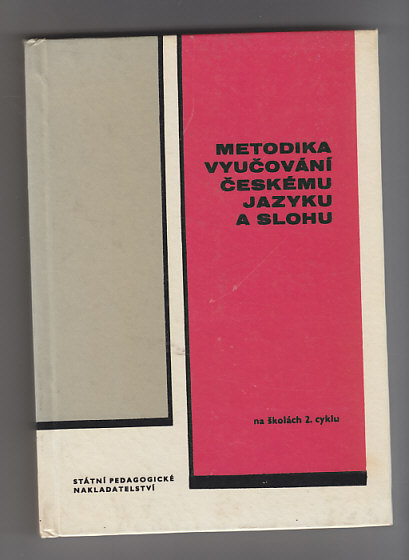 METODIKA
VYUČOVÁNÍ
ČESKÉMU
JAZYKU
A SLOHU
na školách 2. cyklu
STÁTNÍ PEDAGOGICKÉ
NAKLADATELSTVÍ